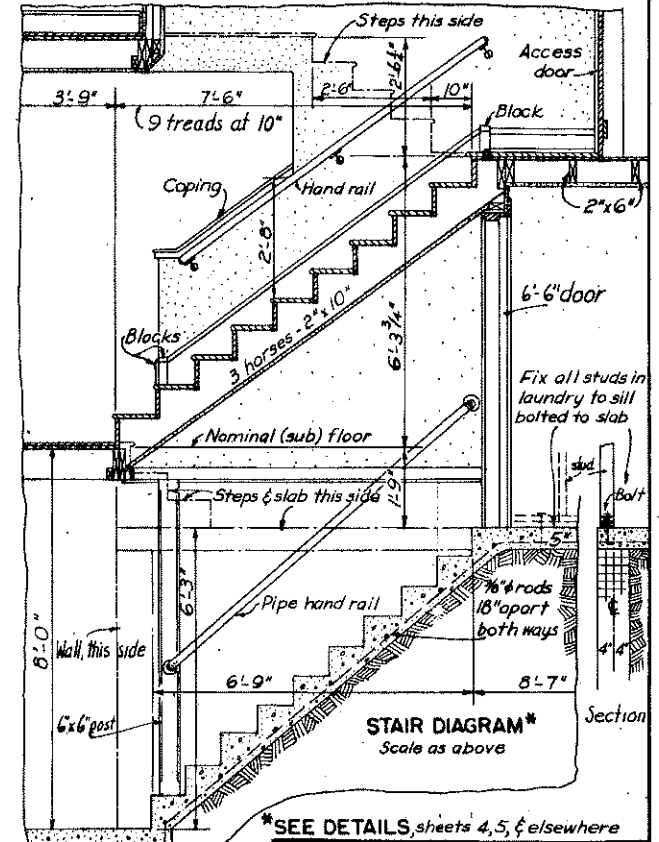 Steps this side
2'-6¼"
Access
door
3'-9"
7'-6"
2'-6"
10"
9 treads at 10"
Block
Coping
Hand rail
2"x6"
2'-8"
6'-6" door
Blocks
3 horses - 2"x10"
6'-3¾"
Fix all studs in
laundry to sill
bolted to slab
Nominal (sub) floor
stud
Steps & slab this side
1'-9"
Bolt
5"
8'-0"
6'-3"
Pipe hand rail
⅜"ϕ rods
18" apart
both ways
Wall, this side
℄
4" 4"
6'-9"
8'-7"
6"x6" post
STAIR DIAGRAM*
Scale as above
Section
*SEE DETAILS, sheets 4, 5, & elsewhere